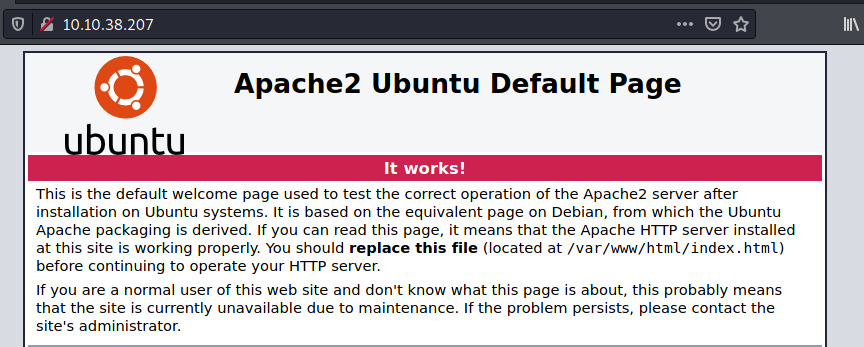 10.10.38.207
Apache2 Ubuntu Default Page
ubuntu
It works!
This is the default welcome page used to test the correct operation of the Apache2 server after
installation on Ubuntu systems. It is based on the equivalent page on Debian, from which the Ubuntu
Apache packaging is derived. If you can read this page, it means that the Apache HTTP server installed
at this site is working properly. You should replace this file (located at /var/www/html/index.html)
before continuing to operate your HTTP server.
If you are a normal user of this web site and don't know what this page is about, this probably means
that the site is currently unavailable due to maintenance. If the problem persists, please contact the
site's administrator.